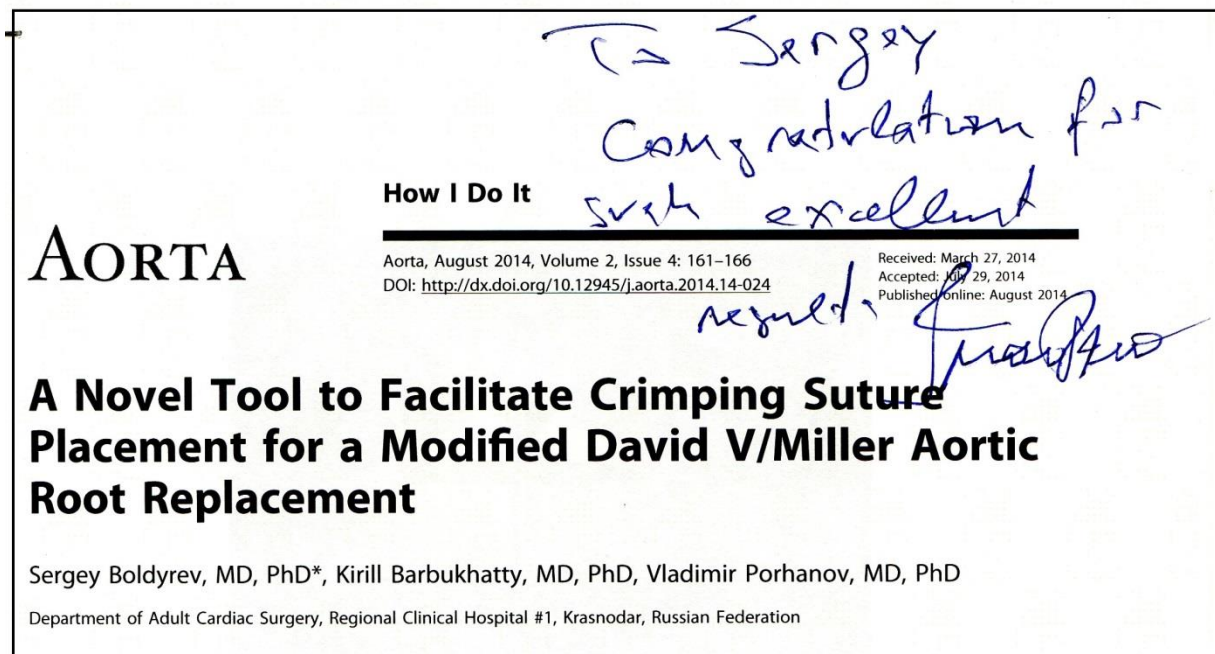 To Sergey
Congratulation for
such excellent
results
How I Do It
AORTA
Aorta, August 2014, Volume 2, Issue 4: 161–166
DOI: http://dx.doi.org/10.12945/j.aorta.2014.14-024
Received: March 27, 2014
Accepted: July 29, 2014
Published online: August 2014
A Novel Tool to Facilitate Crimping Suture
Placement for a Modified David V/Miller Aortic
Root Replacement
Sergey Boldyrev, MD, PhD*, Kirill Barbukhatty, MD, PhD, Vladimir Porhanov, MD, PhD
Department of Adult Cardiac Surgery, Regional Clinical Hospital #1, Krasnodar, Russian Federation